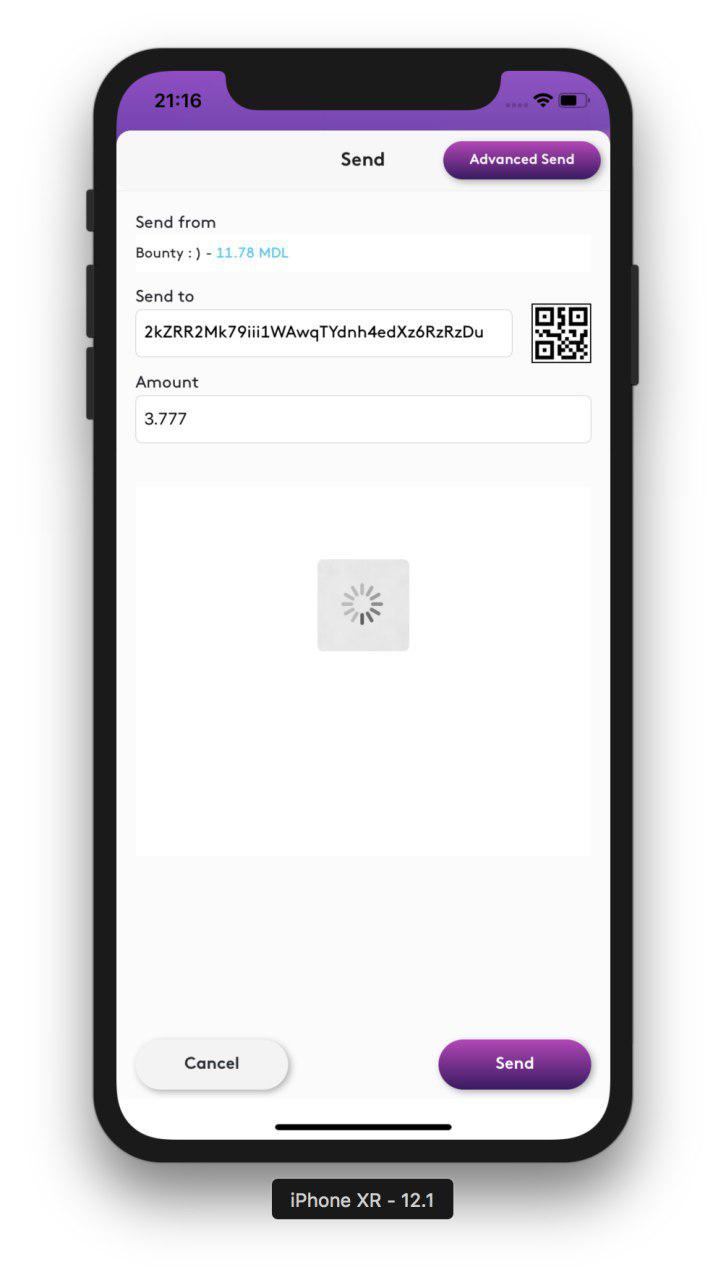 21:16
Send
Advanced Send
Send from
Bounty : ) - 11.78 MDL
Send to
2kZRR2Mk79iii1WAwqTYdnh4edXz6RzRzDu
Amount
3.777
Cancel
Send
iPhone XR - 12.1